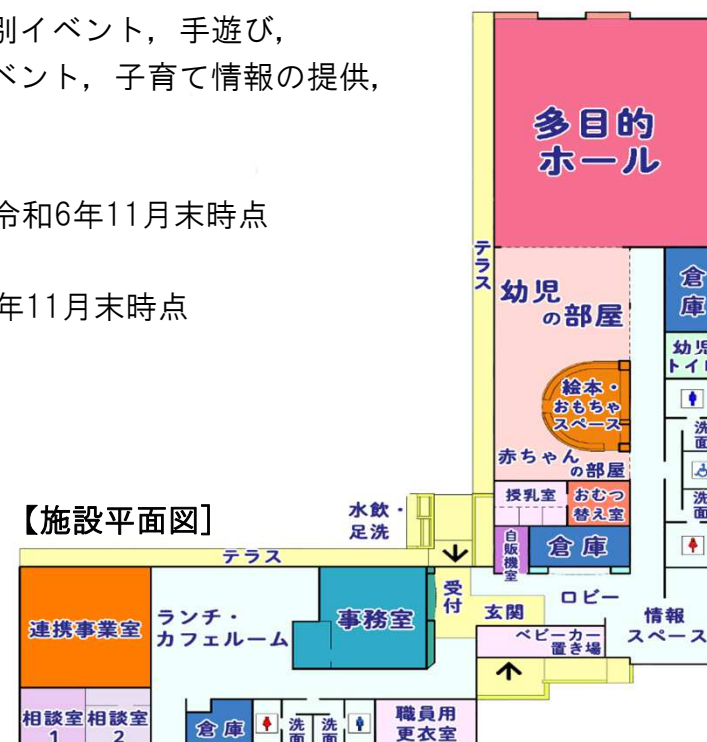 別イベント，手遊び，
ベント，子育て情報の提供，
令和6年11月末時点
年11月末時点
多目的
ホール
テラス
倉庫
幼児
の部屋
幼児
トイレ
絵本・
おもちゃ
スペース
洗面
赤ちゃん
の部屋
洗面
授乳室
おむつ
替え室
自販機室
倉庫
【施設平面図]
水飲・
足洗
テラス
受付
玄関
ロビー
情報
スペース
ベビーカー
置き場
連携事業室
ランチ・
カフェルーム
事務室
相談室
1
相談室
2
倉庫
洗面
洗面
職員用
更衣室